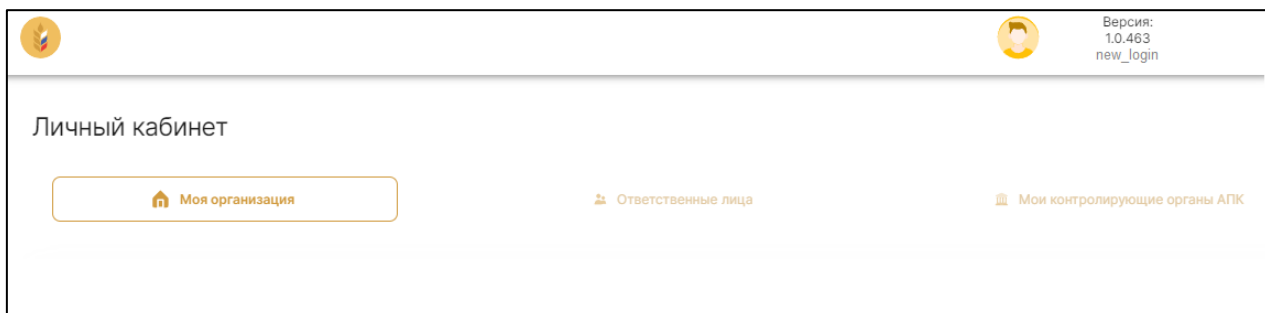 Версия:
1.0.463
new_login
Личный кабинет
Моя организация
Ответственные лица
Мои контролирующие органы АПК